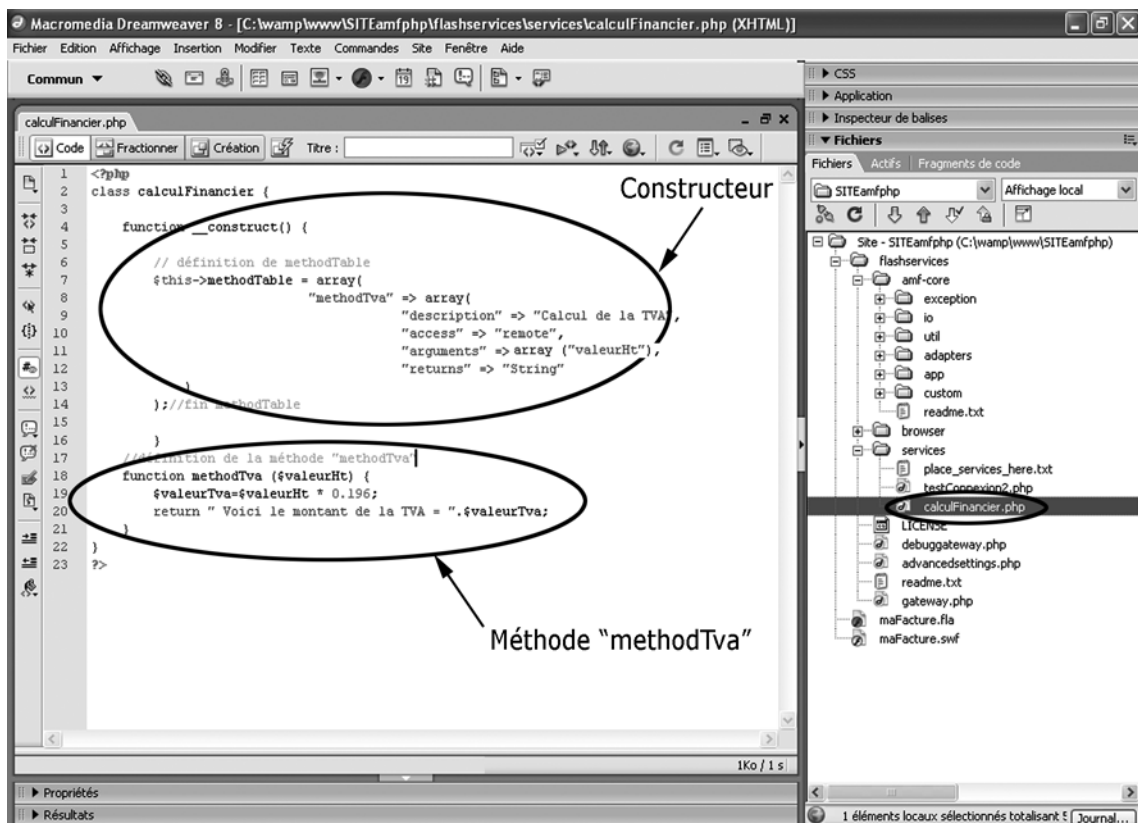 Macromedia Dreamweaver 8 - [C:\wamp\www\SITEamfphp\flashservices\services\calculFinancier.php (XHTML)]
Fichier Edition Affichage Insertion Modifier Texte Commandes Site Fenêtre Aide
Commun
calculFinancier.php
Code Fractionner Création Titre :
1 <?php
2 class calculFinancier {
3
4 function __construct() {
5
6 // définition de methodTable
7 $this->methodTable = array(
8 "methodTva" => array(
9 "description" => "Calcul de la TVA",
10 "access" => "remote",
11 "arguments" => array ("valeurHt"),
12 "returns" => "String"
13 )
14 );//fin methodTable
15
16 }
17 //définition de la méthode "methodTva"
18 function methodTva ($valeurHt) {
19 $valeurTva=$valeurHt * 0.196;
20 return " Voici le montant de la TVA = ".$valeurTva;
21 }
22 }
23 ?>
Constructeur
Méthode “methodTva”
1Ko / 1 s
Propriétés
Résultats
CSS
Application
Inspecteur de balises
Fichiers
Fichiers Actifs Fragments de code
SITEamfphp Affichage local
Site - SITEamfphp (C:\wamp\www\SITEamfphp)
flashservices
amf-core
exception
io
util
adapters
app
custom
readme.txt
browser
services
place_services_here.txt
testConnexion2.php
calculFinancier.php
LICENSE
debuggateway.php
advancedsettings.php
readme.txt
gateway.php
maFacture.fla
maFacture.swf
1 éléments locaux sélectionnés totalisant Journal...